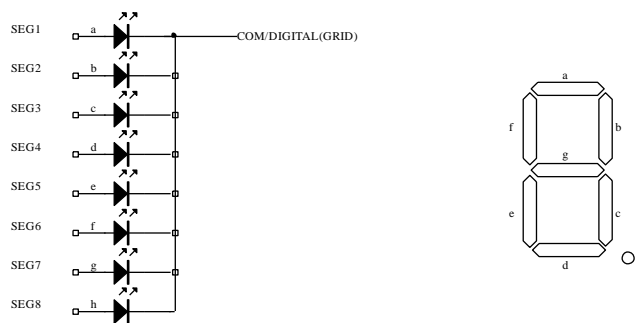 SEG1 a COM/DIGITAL(GRID)
SEG2 b
SEG3 c
SEG4 d
SEG5 e
SEG6 f
SEG7 g
SEG8 h
a
f b
g
e c
d